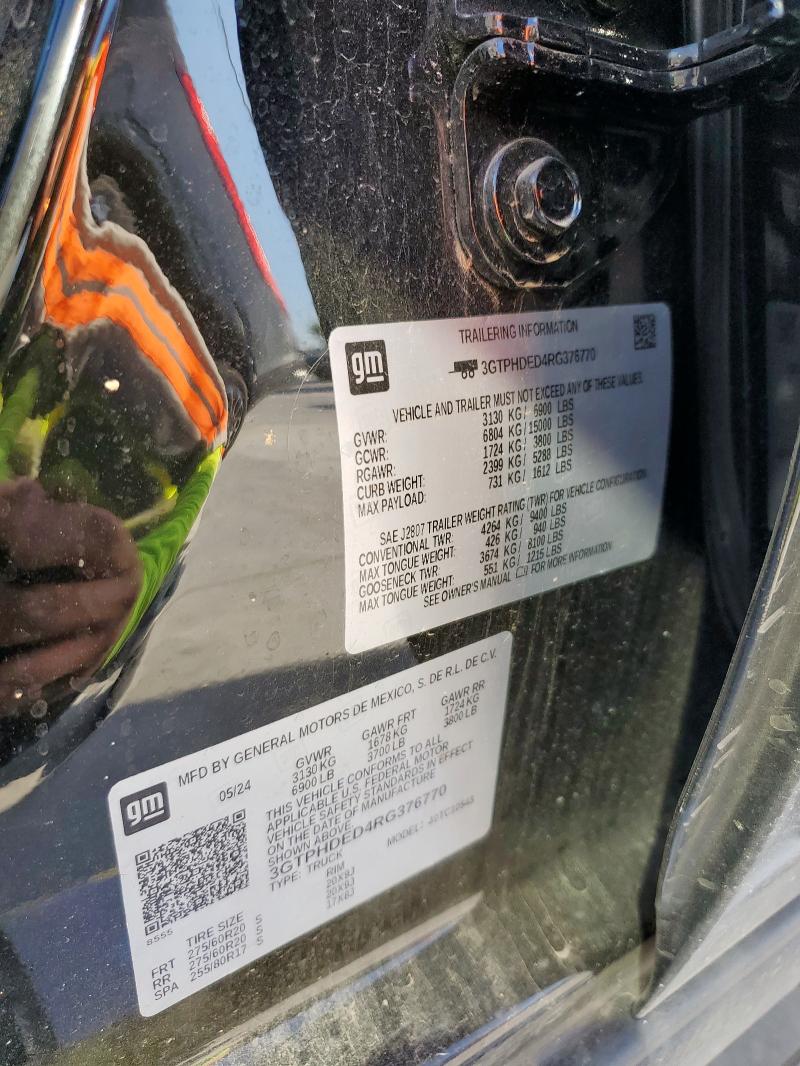 gm
TRAILERING INFORMATION
3GTPHDED4RG376770
VEHICLE AND TRAILER MUST NOT EXCEED ANY OF THESE VALUES.
GVWR: 3130 KG/ 6900 LBS
GCWR: 6804 KG/ 15000 LBS
RGAWR: 1724 KG/ 3800 LBS
CURB WEIGHT: 2399 KG/ 5288 LBS
MAX PAYLOAD: 731 KG/ 1612 LBS
SAE J2807 TRAILER WEIGHT RATING (TWR) FOR VEHICLE CONFIGURATION
CONVENTIONAL TWR: 4264 KG/ 9400 LBS
MAX TONGUE WEIGHT: 426 KG/ 940 LBS
GOOSENECK TWR: 3674 KG/ 8100 LBS
MAX TONGUE WEIGHT: 551 KG/ 1215 LBS
SEE OWNER'S MANUAL FOR MORE INFORMATION
MFD BY GENERAL MOTORS DE MEXICO, S. DE R.L. DE C.V.
gm
05/24
GVWR GAWR FRT GAWR RR
3130 KG 1678 KG 1724 KG
6900 LB 3700 LB 3800 LB
THIS VEHICLE CONFORMS TO ALL
APPLICABLE U.S. FEDERAL MOTOR
VEHICLE SAFETY STANDARDS IN EFFECT
ON THE DATE OF MANUFACTURE
SHOWN ABOVE.
3GTPHDED4RG376770
TYPE: TRUCK MODEL:
8555
TIRE SIZE RIM
FRT 275/60R20 S 20X9J
RR 275/60R20 S 20X9J
SPA 255/80R17 S 17X8J